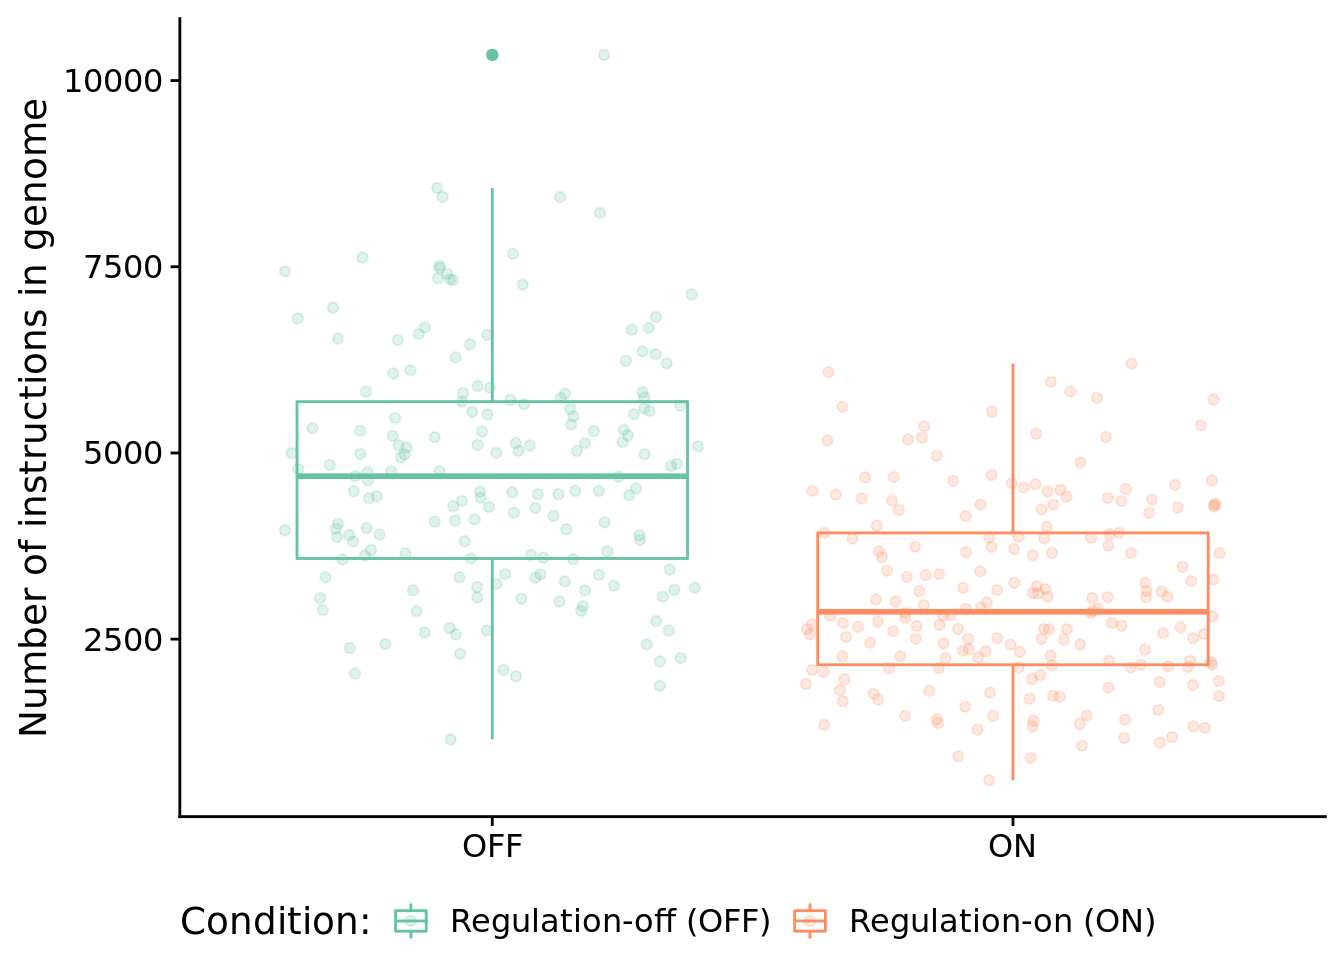 Number of instructions in genome
10000
7500
5000
2500
OFF
ON
Condition:
Regulation-off (OFF)
Regulation-on (ON)